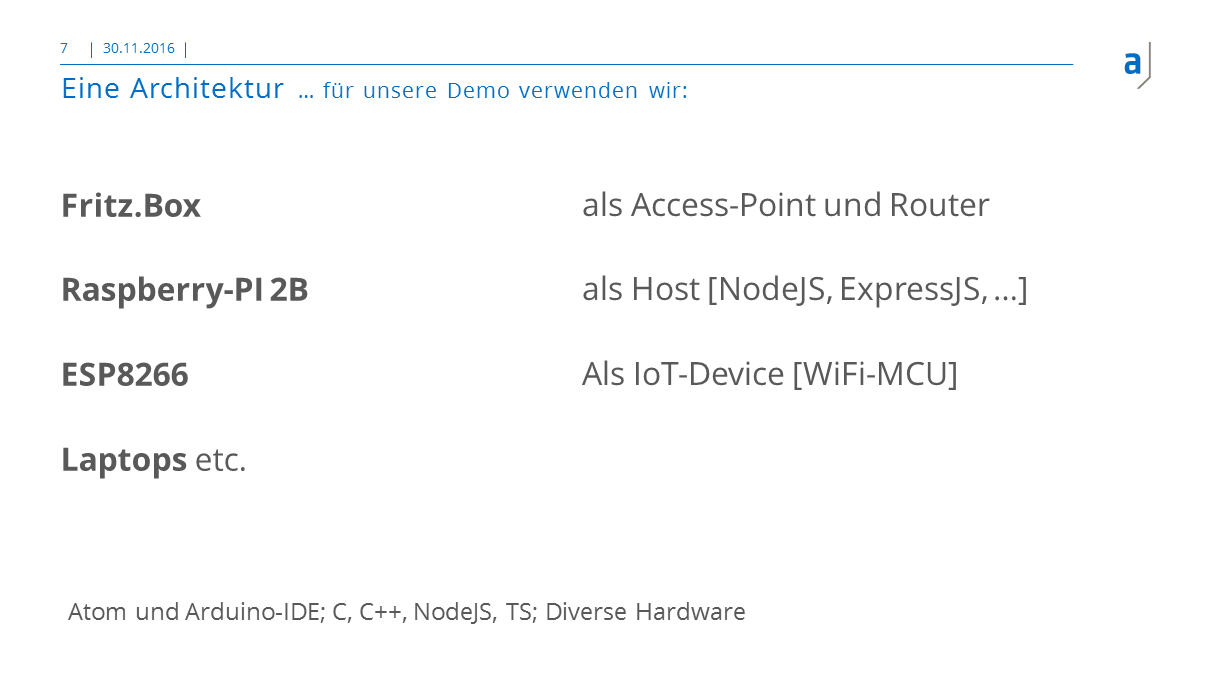 7 | 30.11.2016 |
a
Eine Architektur ... für unsere Demo verwenden wir:
Fritz.Box als Access-Point und Router
Raspberry-PI 2B als Host [NodeJS, ExpressJS, ...]
ESP8266 Als IoT-Device [WiFi-MCU]
Laptops etc.
Atom und Arduino-IDE; C, C++, NodeJS, TS; Diverse Hardware